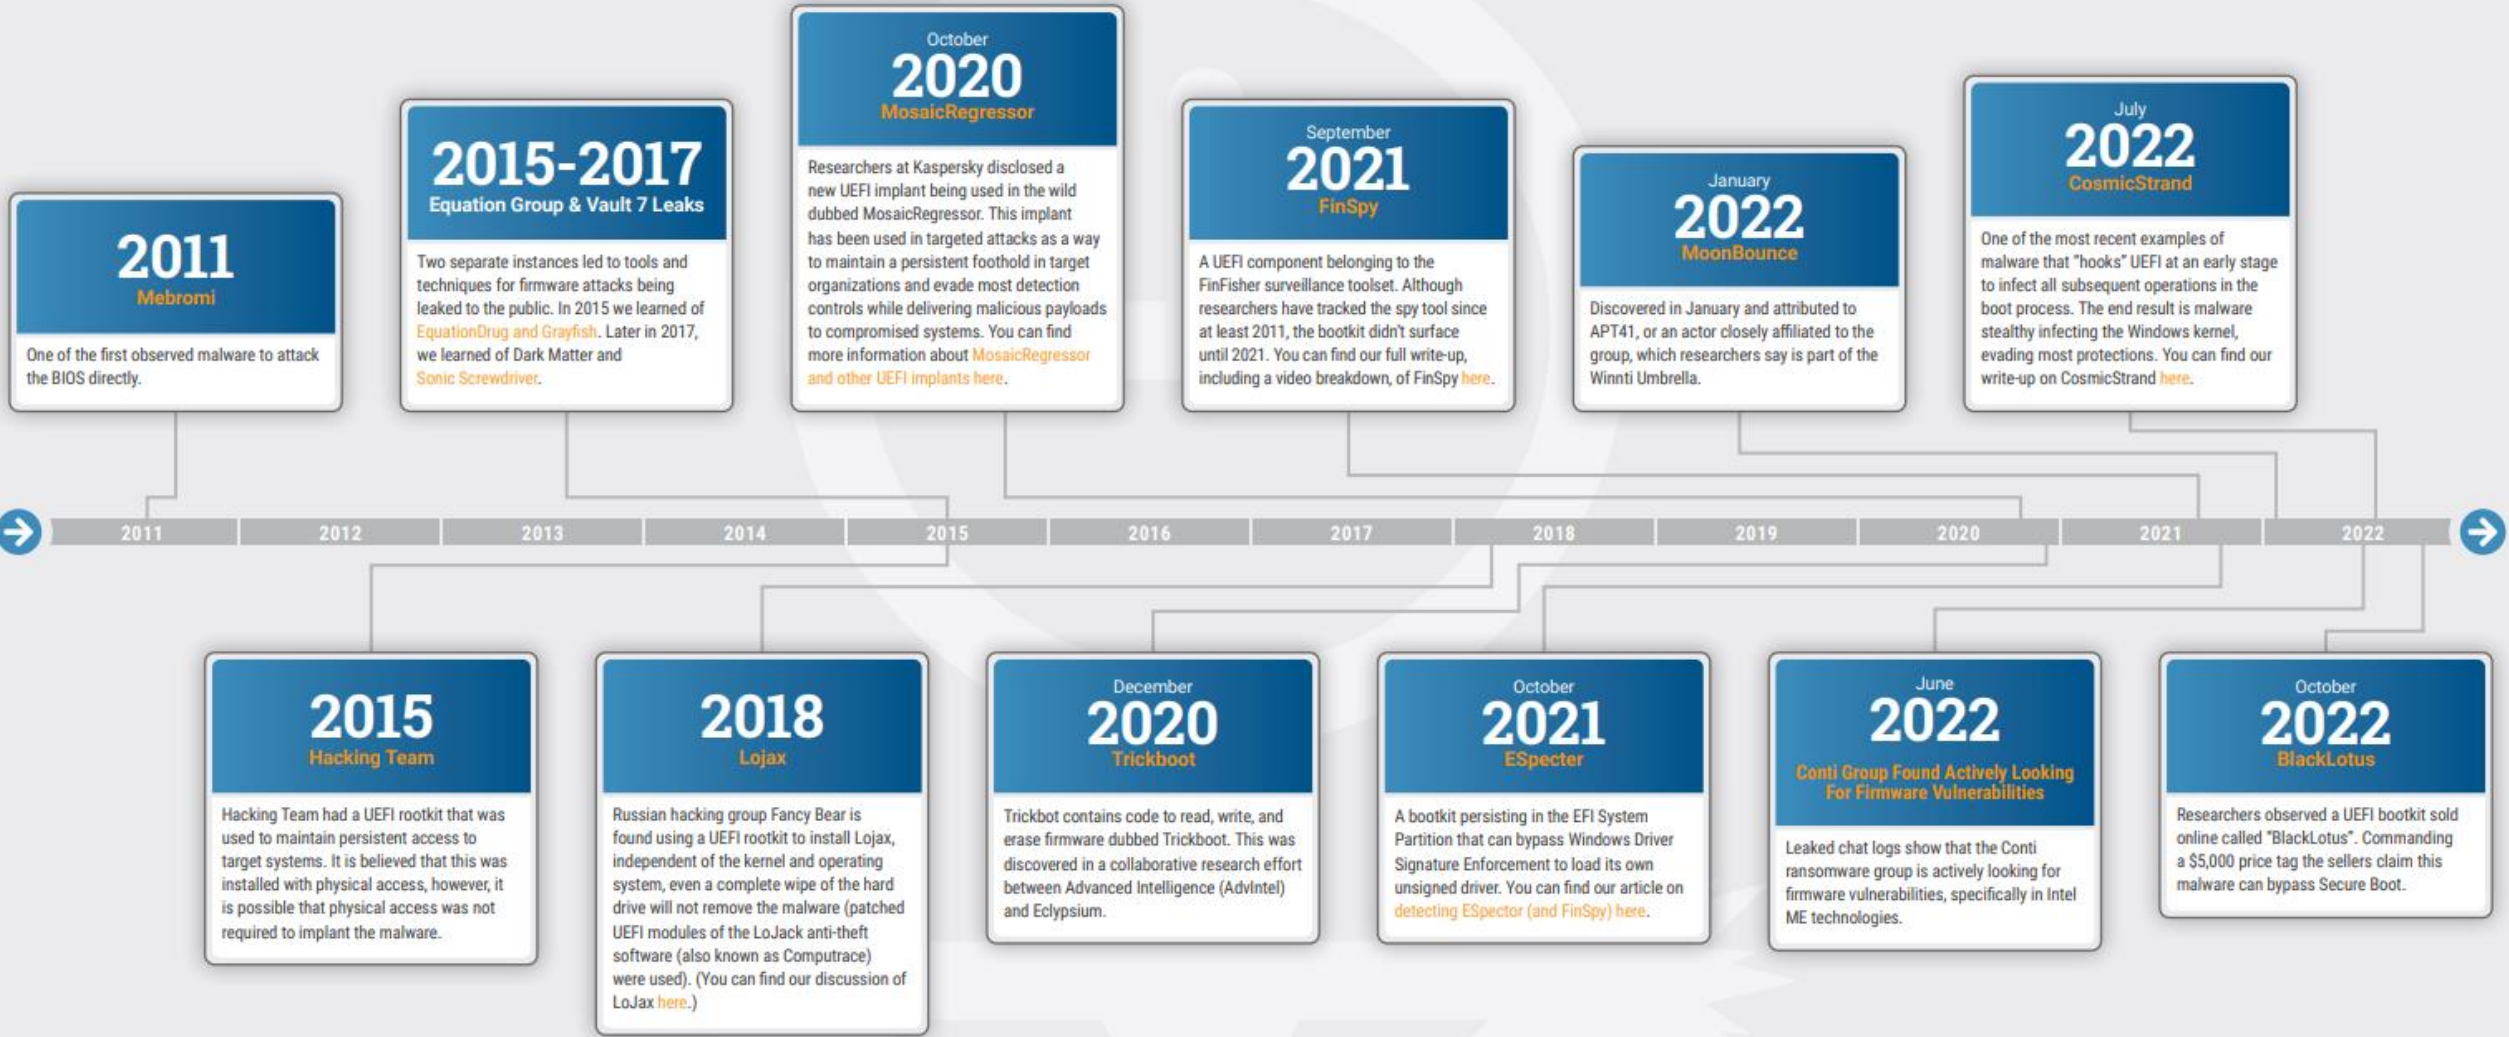 2011
Mebromi
One of the first observed malware to attack
the BIOS directly.
2015-2017
Equation Group & Vault 7 Leaks
Two separate instances led to tools and
techniques for firmware attacks being
leaked to the public. In 2015 we learned of
EquationDrug and Grayfish. Later in 2017,
we learned of Dark Matter and
Sonic Screwdriver.
October
2020
MosaicRegressor
Researchers at Kaspersky disclosed a
new UEFI implant being used in the wild
dubbed MosaicRegressor. This implant
has been used in targeted attacks as a way
to maintain a persistent foothold in target
organizations and evade most detection
controls while delivering malicious payloads
to compromised systems. You can find
more information about MosaicRegressor
and other UEFI implants here.
September
2021
FinSpy
A UEFI component belonging to the
FinFisher surveillance toolset. Although
researchers have tracked the spy tool since
at least 2011, the bootkit didn't surface
until 2021. You can find our full write-up,
including a video breakdown, of FinSpy here.
January
2022
MoonBounce
Discovered in January and attributed to
APT41, or an actor closely affiliated to the
group, which researchers say is part of the
Winnti Umbrella.
July
2022
CosmicStrand
One of the most recent examples of
malware that "hooks" UEFI at an early stage
to infect all subsequent operations in the
boot process. The end result is malware
stealthy infecting the Windows kernel,
evading most protections. You can find our
write-up on CosmicStrand here.
2011 2012 2013 2014 2015 2016 2017 2018 2019 2020 2021 2022
2015
Hacking Team
Hacking Team had a UEFI rootkit that was
used to maintain persistent access to
target systems. It is believed that this was
installed with physical access, however, it
is possible that physical access was not
required to implant the malware.
2018
Lojax
Russian hacking group Fancy Bear is
found using a UEFI rootkit to install Lojax,
independent of the kernel and operating
system, even a complete wipe of the hard
drive will not remove the malware (patched
UEFI modules of the LoJack anti-theft
software (also known as Computrace)
were used). (You can find our discussion of
LoJax here.)
December
2020
Trickboot
Trickbot contains code to read, write, and
erase firmware dubbed Trickboot. This was
discovered in a collaborative research effort
between Advanced Intelligence (AdvIntel)
and Eclypsium.
October
2021
ESpecter
A bootkit persisting in the EFI System
Partition that can bypass Windows Driver
Signature Enforcement to load its own
unsigned driver. You can find our article on
detecting ESpector (and FinSpy) here.
June
2022
Conti Group Found Actively Looking
For Firmware Vulnerabilities
Leaked chat logs show that the Conti
ransomware group is actively looking for
firmware vulnerabilities, specifically in Intel
ME technologies.
October
2022
BlackLotus
Researchers observed a UEFI bootkit sold
online called "BlackLotus". Commanding
a $5,000 price tag the sellers claim this
malware can bypass Secure Boot.